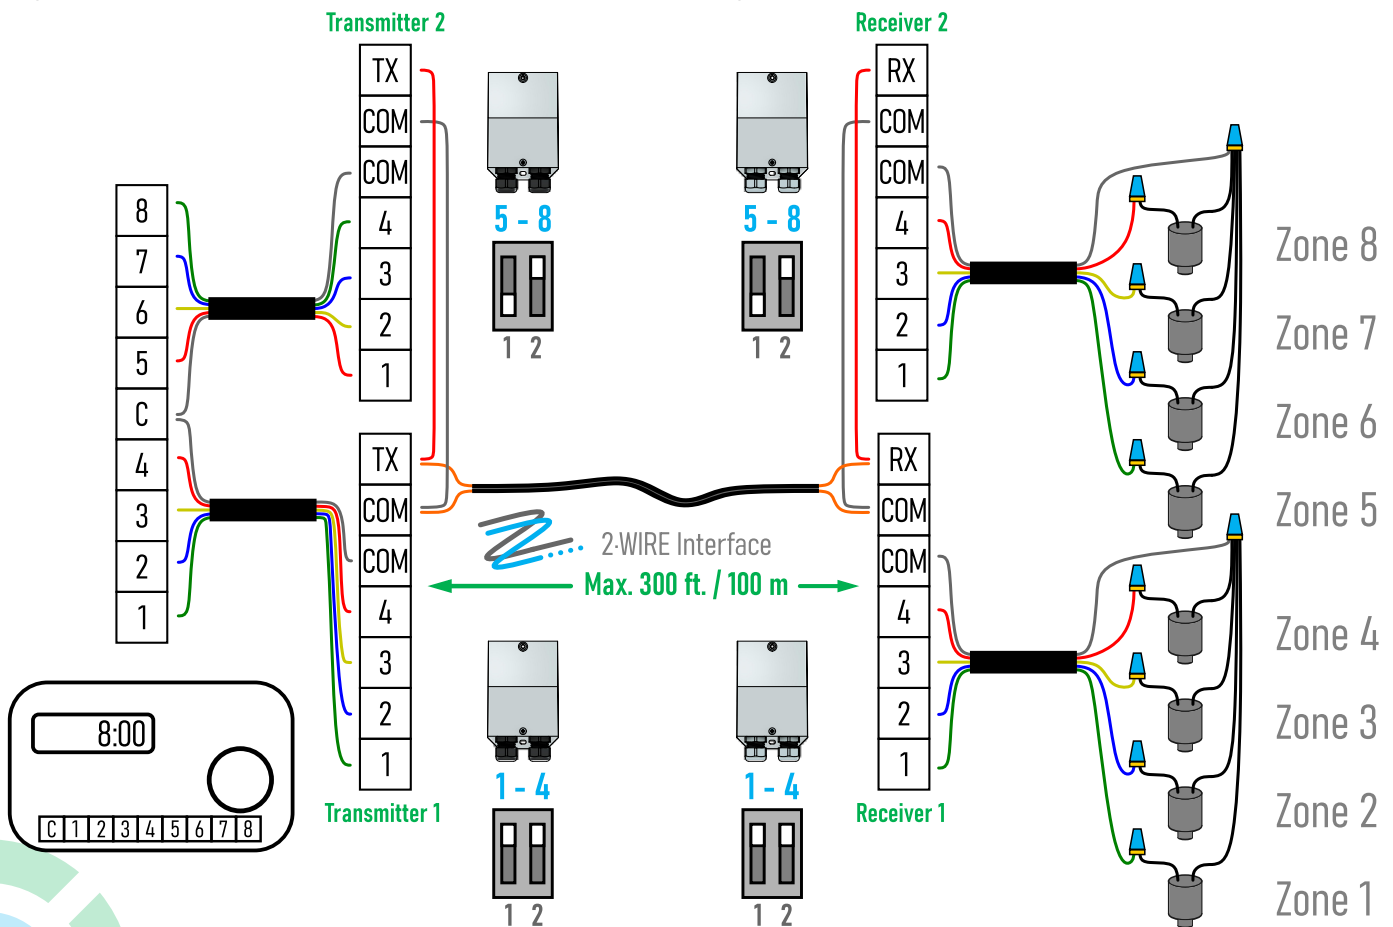 Transmitter 2
Receiver 2
TX
COM
COM
4
3
2
1
5 - 8
1 2
5 - 8
1 2
RX
COM
COM
4
3
2
1
8
7
6
5
C
4
3
2
1
Zone 8
Zone 7
Zone 6
Zone 5
TX
COM
COM
4
3
2
1
2-WIRE Interface
Max. 300 ft. / 100 m
RX
COM
COM
4
3
2
1
Zone 4
Zone 3
Zone 2
Zone 1
8:00
C 1 2 3 4 5 6 7 8
Transmitter 1
1 - 4
1 2
1 - 4
1 2
Receiver 1